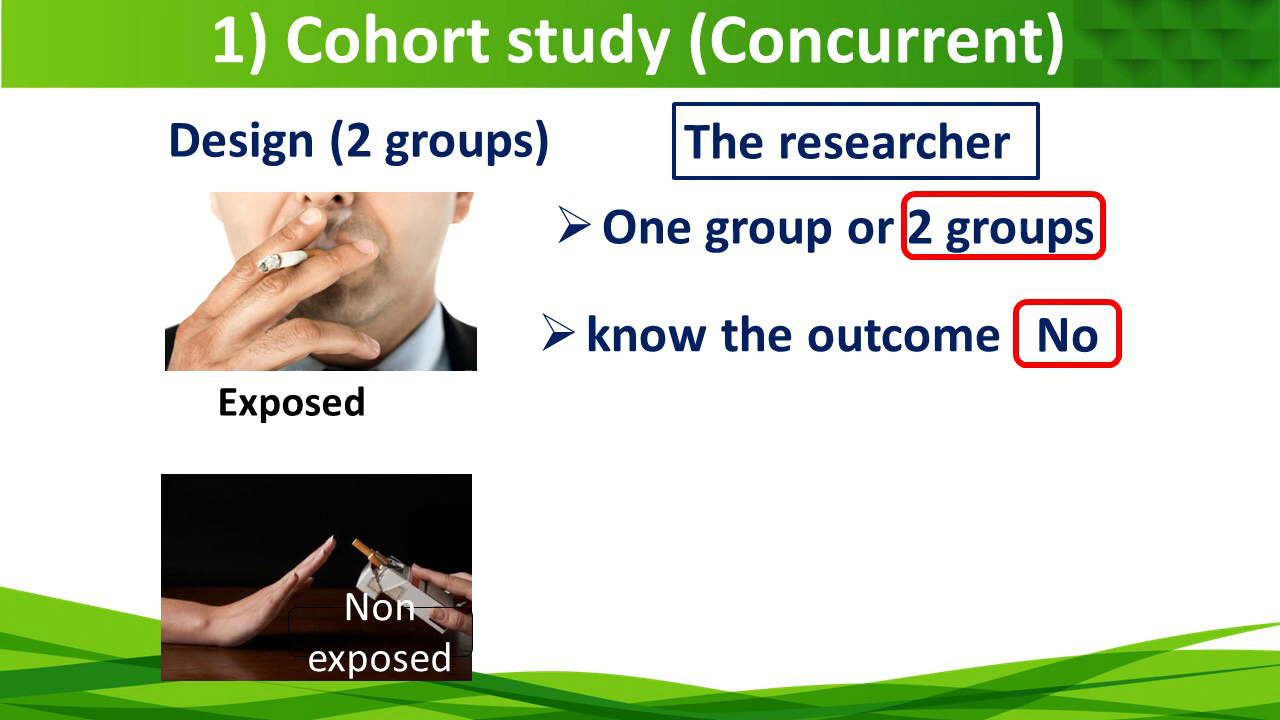 1) Cohort study (Concurrent)
Design (2 groups)
Exposed
Non
exposed
The researcher
One group or 2 groups
know the outcome No